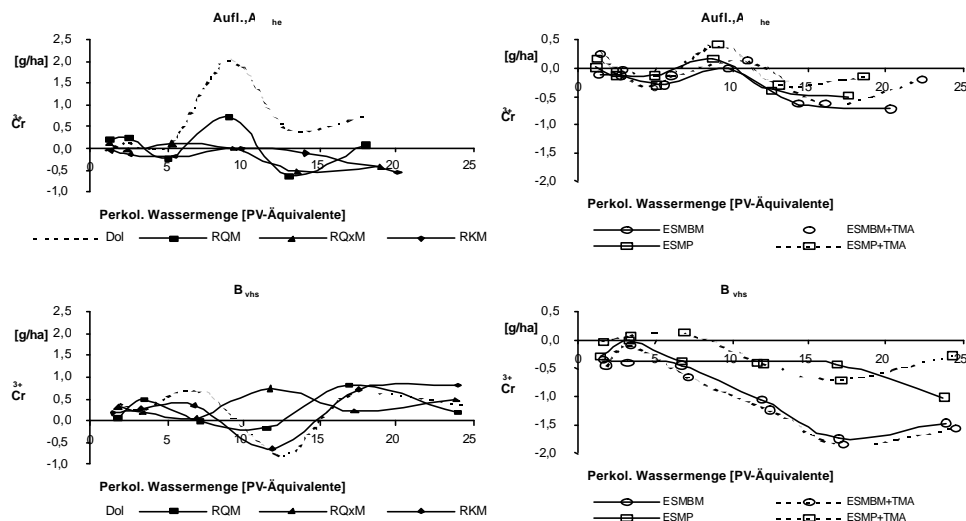 Aufl.,A he
[g/ha]
2,5
2,0
1,5
1,0
0,5
0,0
-0,5
-1,0
3+
Cr
0 5 10 15 20 25
Perkol. Wassermenge [PV-Äquivalente]
Dol RQM RQxM RKM
Aufl.,A he
[g/ha]
0,5
0,0
-0,5
-1,0
-1,5
-2,0
3+
Cr
0 5 10 15 20 25
Perkol. Wassermenge [PV-Äquivalente]
ESMBM ESMBM+TMA
ESMP ESMP+TMA
B vhs
[g/ha]
2,5
2,0
1,5
1,0
0,5
0,0
-0,5
-1,0
3+
Cr
0 5 10 15 20 25
Perkol. Wassermenge [PV-Äquivalente]
Dol RQM RQxM RKM
B vhs
[g/ha]
0,5
0,0
-0,5
-1,0
-1,5
-2,0
3+
Cr
0 5 10 15 20 25
Perkol. Wassermenge [PV-Äquivalente]
ESMBM ESMBM+TMA
ESMP ESMP+TMA